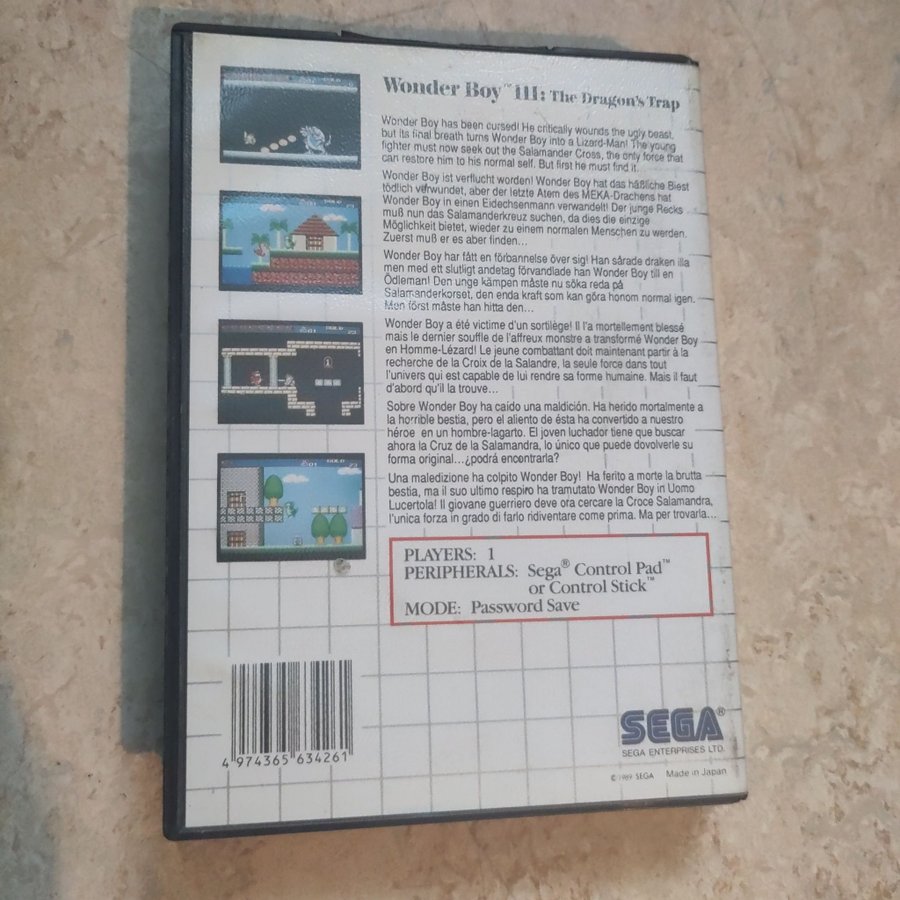 Wonder Boy™ III: The Dragon's Trap
Wonder Boy has been cursed! He critically wounds the ugly beast,
but its final breath turns Wonder Boy into a Lizard-Man! The young
fighter must now seek out the Salamander Cross, the only force that
can restore him to his normal self. But first he must find it.
Wonder Boy ist verflucht worden! Wonder Boy hat das häßliche Biest
tödlich verwundet, aber der letzte Atem des MEKA-Drachens hat
Wonder Boy in einen Eidechsenmann verwandelt! Der junge Recks
muß nun das Salamanderkreuz suchen, da dies die einzige
Möglichkeit bietet, wieder zu einem normalen Menschen zu werden.
Zuerst muß er es aber finden...
Wonder Boy har fått en förbannelse över sig! Han sårade draken illa
men med ett slutligt andetag förvandlade han Wonder Boy till en
Ödleman! Den unge kämpen måste nu söka reda på
Salamanderkorset, den enda kraft som kan göra honom normal igen.
Men först måste han hitta den...
Wonder Boy a été victime d'un sortilège! Il l'a mortellement blessé
mais le dernier souffle de l'affreux monstre a transformé Wonder Boy
en Homme-Lézard! Le jeune combattant doit maintenant partir à la
recherche de la Croix de la Salandre, la seule force dans tout
l'univers qui est capable de lui rendre sa forme humaine. Mais il faut
d'abord qu'il la trouve...
Sobre Wonder Boy ha caido una maldición. Ha herido mortalmente a
la horrible bestia, pero el aliento de ésta ha convertido a nuestro
héroe en un hombre-lagarto. El joven luchador tiene que buscar
ahora la Cruz de la Salamandra, lo único que puede dovolverle su
forma original...¿podrá encontrarla?
Una maledizione ha colpito Wonder Boy! Ha ferito a morte la brutta
bestia, ma il suo ultimo respiro ha tramutato Wonder Boy in Uomo
Lucertola! Il giovane guerriero deve ora cercare la Croce Salamandra,
l'unica forza in grado di farlo ridiventare come prima. Ma per trovarla...
PLAYERS: 1
PERIPHERALS: Sega® Control Pad™
or Control Stick™
MODE: Password Save
4 974365 634261
SEGA®
SEGA ENTERPRISES LTD.
© 1989 SEGA Made in Japan